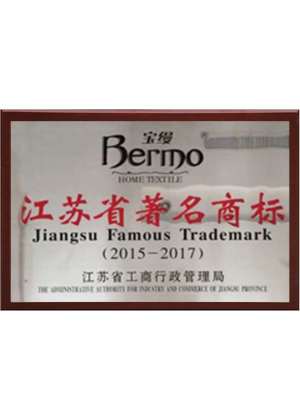 宝缦
Bermo
HOME TEXTILE
江苏省著名商标
Jiangsu Famous Trademark
(2015-2017)
江苏省工商行政管理局
THE ADMINISTRATIVE AUTHORITY FOR INDUSTRY AND COMMERCE OF JIANGSU PROVINCE